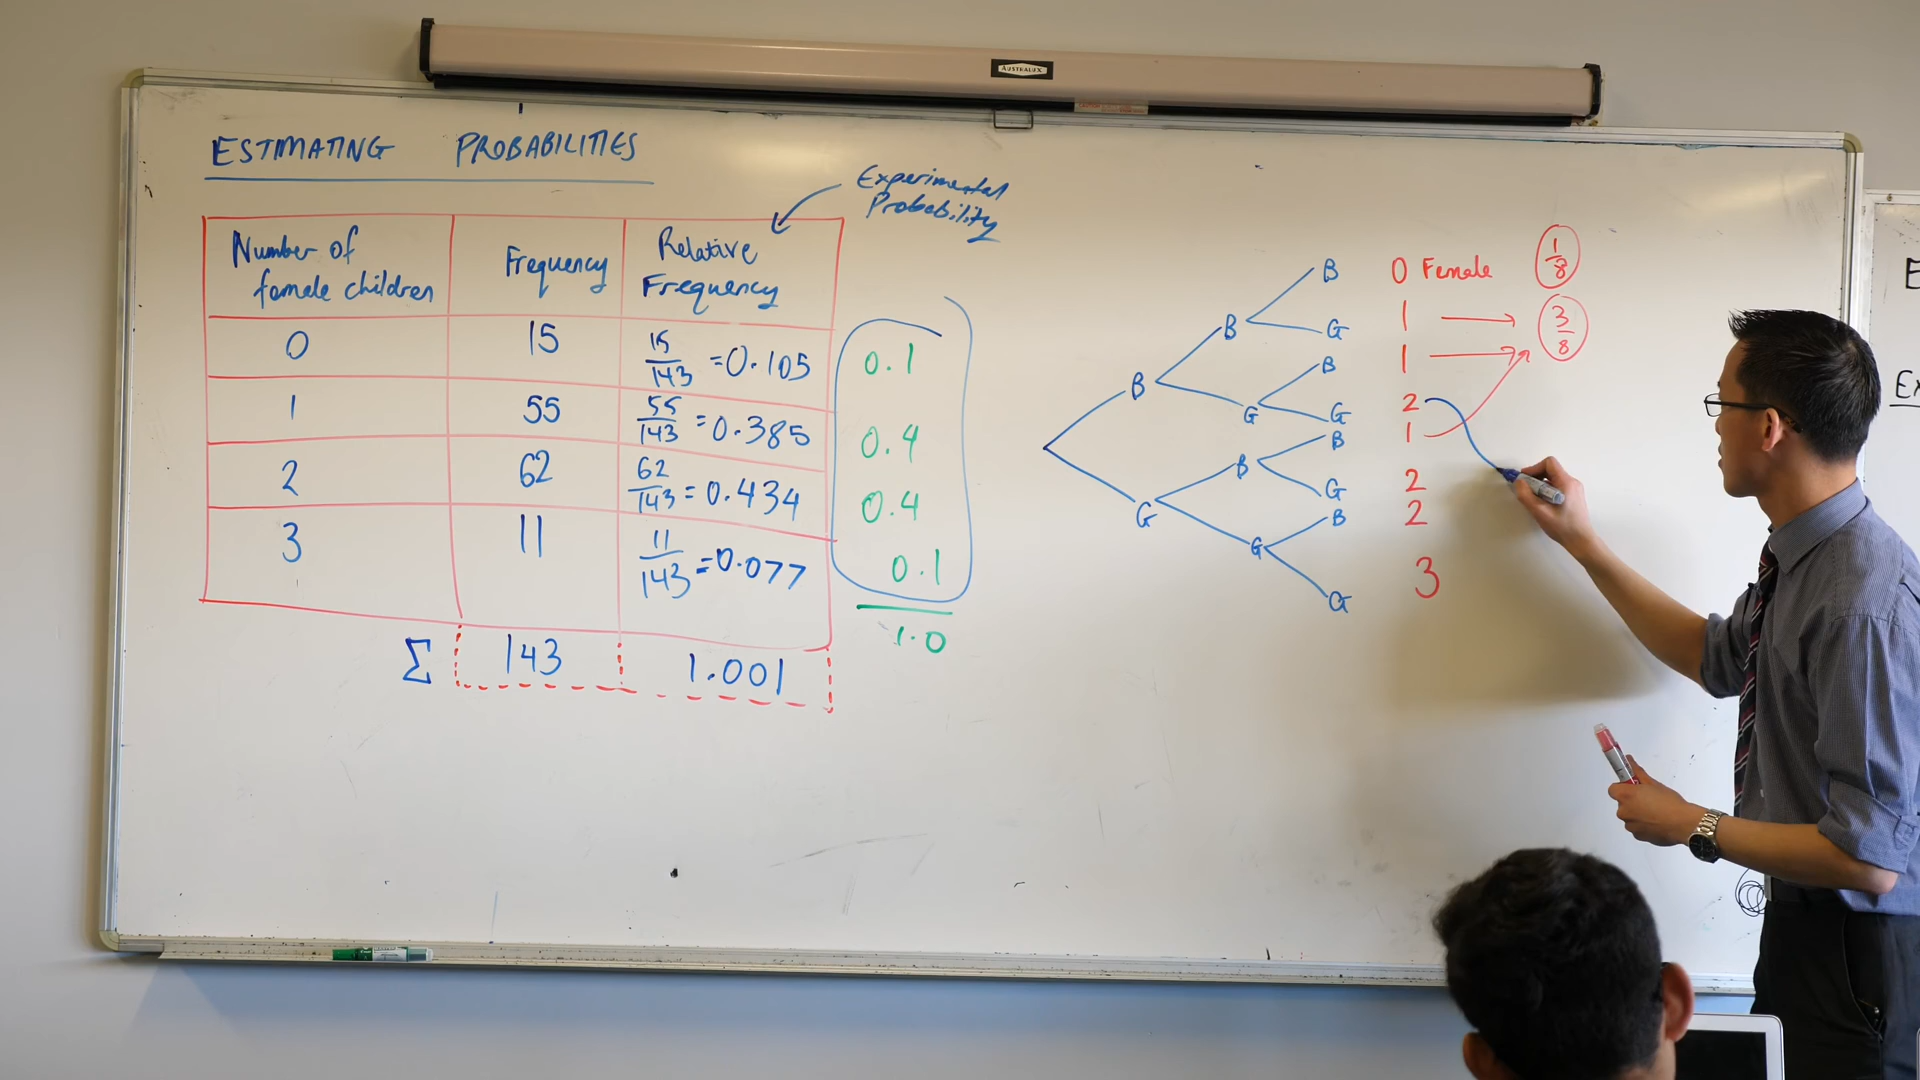 AUSTRALUX
ESTIMATING PROBABILITIES
Experimental
Probability
Number of
female children
Frequency
Relative
Frequency
0 15 15/143 =0.105 0.1
1 55 55/143 =0.385 0.4
2 62 62/143 =0.434 0.4
3 11 11/143 =0.077 0.1
1.0
Σ 143 1.001
B
G
B
G
B
G
B
G
B
G
B
G
B
G
0 Female 1/8
1 3/8
1
2
1
2
2
3
E
Ex